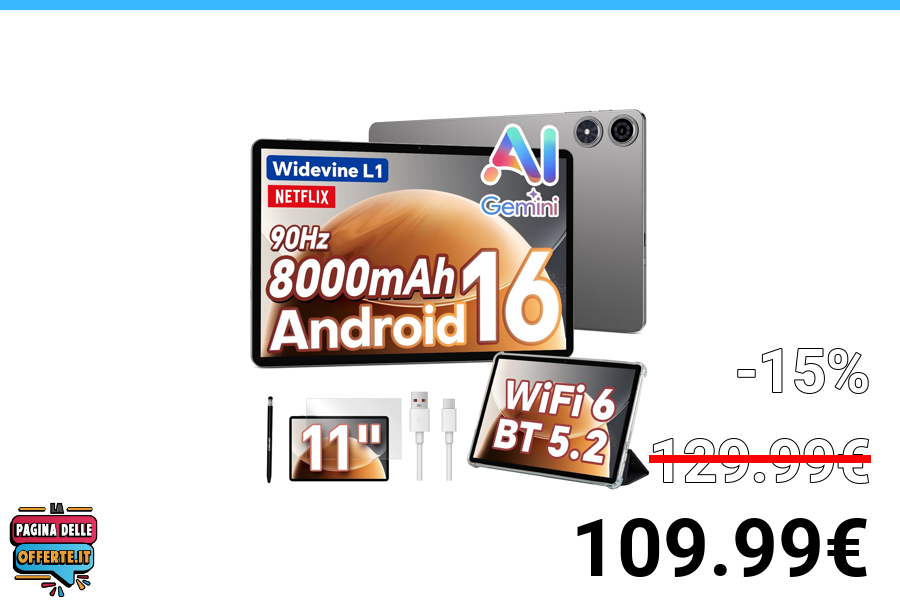 AI
Gemini
Widevine L1
NETFLIX
90Hz
8000mAh
Android 16
11"
WiFi 6
BT 5.2
-15%
129.99€
109.99€
LA
PAGINA DELLE
OFFERTE.IT